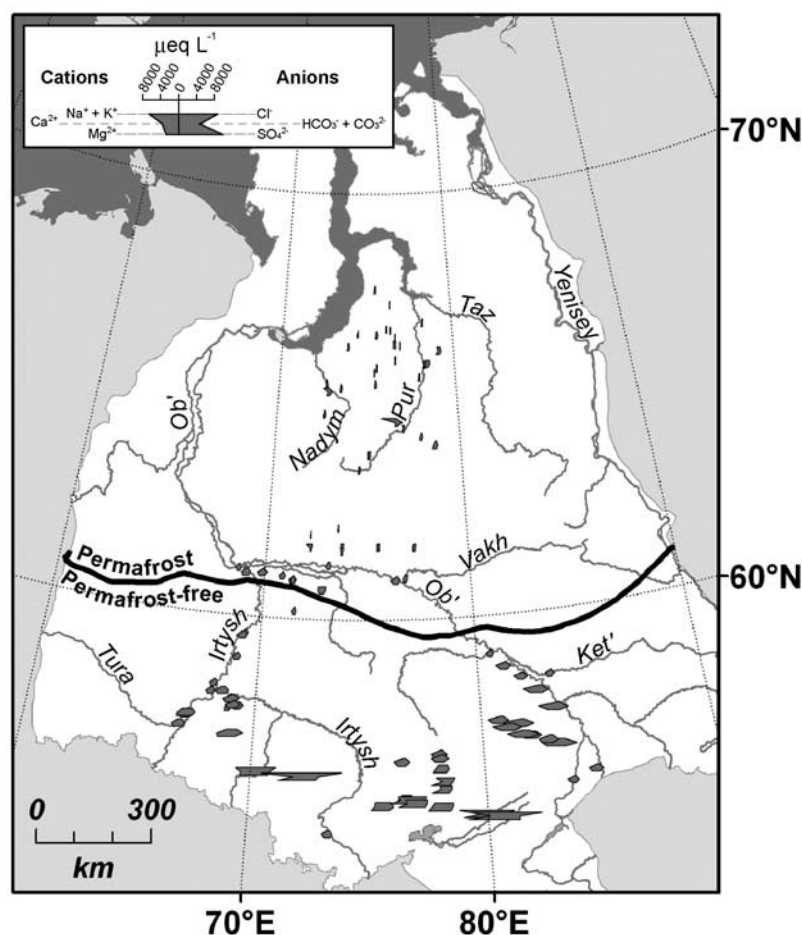 μeq L⁻¹
8000 4000 0 4000 8000
Cations
Anions
Na⁺ + K⁺
Cl⁻
Ca²⁺
HCO₃⁻ + CO₃²⁻
Mg²⁺
SO₄²⁻
70°N
Yenisey
Taz
Ob'
Nadym
Pur
Permafrost
Permafrost-free
Vakh
Ob'
60°N
Irtysh
Ket'
Tura
Irtysh
0 300
km
70°E
80°E